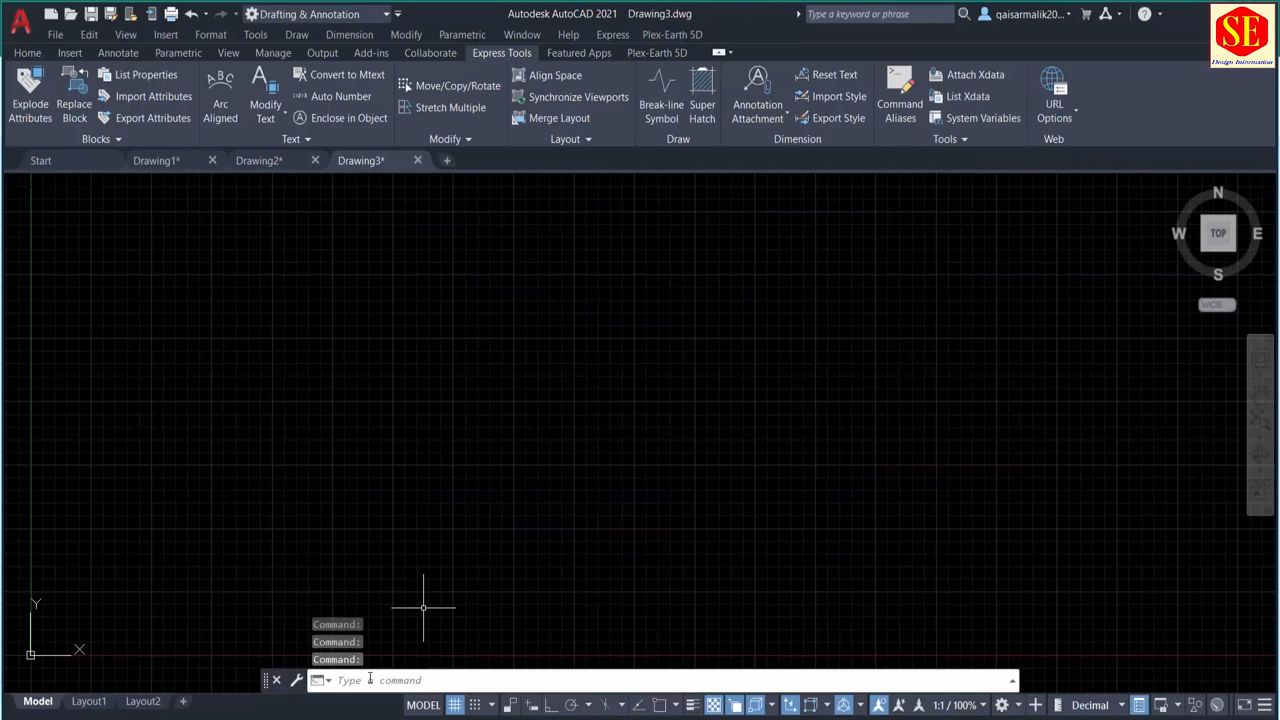 Drafting & Annotation
Autodesk AutoCAD 2021 Drawing3.dwg
Type a keyword or phrase
qaisarmalik20...
SE
Design Information
File Edit View Insert Format Tools Draw Dimension Modify Parametric Window Help Express Plex-Earth 5D
Home Insert Annotate Parametric View Manage Output Add-ins Collaborate Express Tools Featured Apps Plex-Earth 5D
Explode Attributes
Replace Block
List Properties
Import Attributes
Export Attributes
Blocks
Arc Aligned
Modify Text
Convert to Mtext
Auto Number
Enclose in Object
Text
Move/Copy/Rotate
Stretch Multiple
Modify
Align Space
Synchronize Viewports
Merge Layout
Layout
Break-line Symbol
Super Hatch
Draw
Annotation Attachment
Reset Text
Import Style
Export Style
Dimension
Command Aliases
Attach Xdata
List Xdata
System Variables
Tools
URL Options
Web
Start Drawing1* Drawing2* Drawing3*
N
W TOP E
S
WCS
Y
X
Command:
Command:
Command:
Type a command
Model Layout1 Layout2
MODEL
1:1 / 100%
Decimal